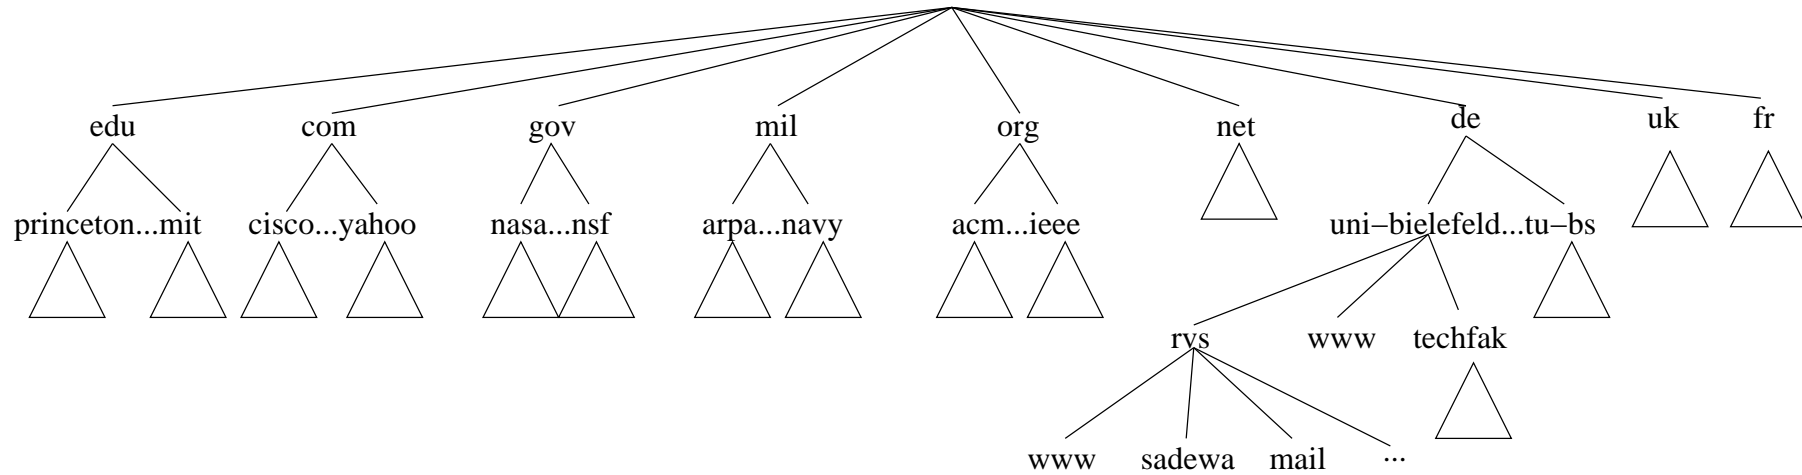 edu com gov mil org net de uk fr
princeton...mit cisco...yahoo nasa...nsf arpa...navy acm...ieee uni−bielefeld...tu−bs
rvs www techfak
www sadewa mail ...